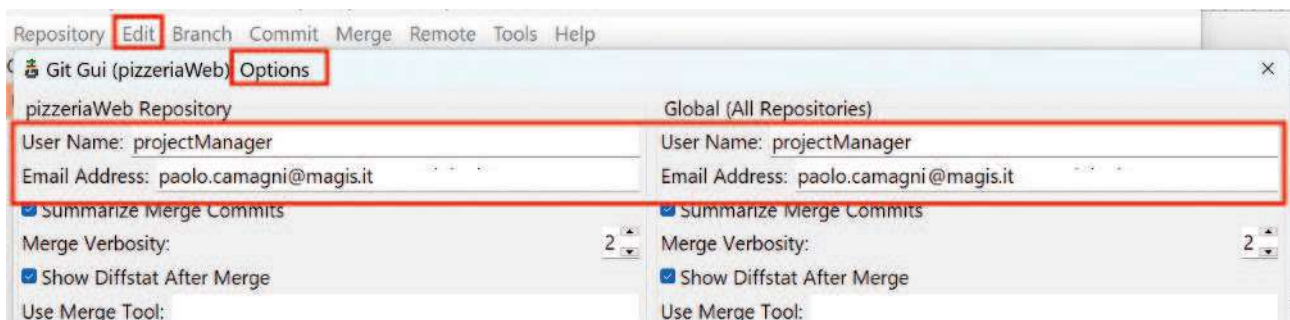 Repository Edit Branch Commit Merge Remote Tools Help
Git Gui (pizzeriaWeb) Options
pizzeriaWeb Repository
User Name: projectManager
Email Address: paolo.camagni@magis.it
Summarize Merge Commits
Merge Verbosity: 2
Show Diffstat After Merge
Use Merge Tool:
Global (All Repositories)
User Name: projectManager
Email Address: paolo.camagni@magis.it
Summarize Merge Commits
Merge Verbosity: 2
Show Diffstat After Merge
Use Merge Tool: